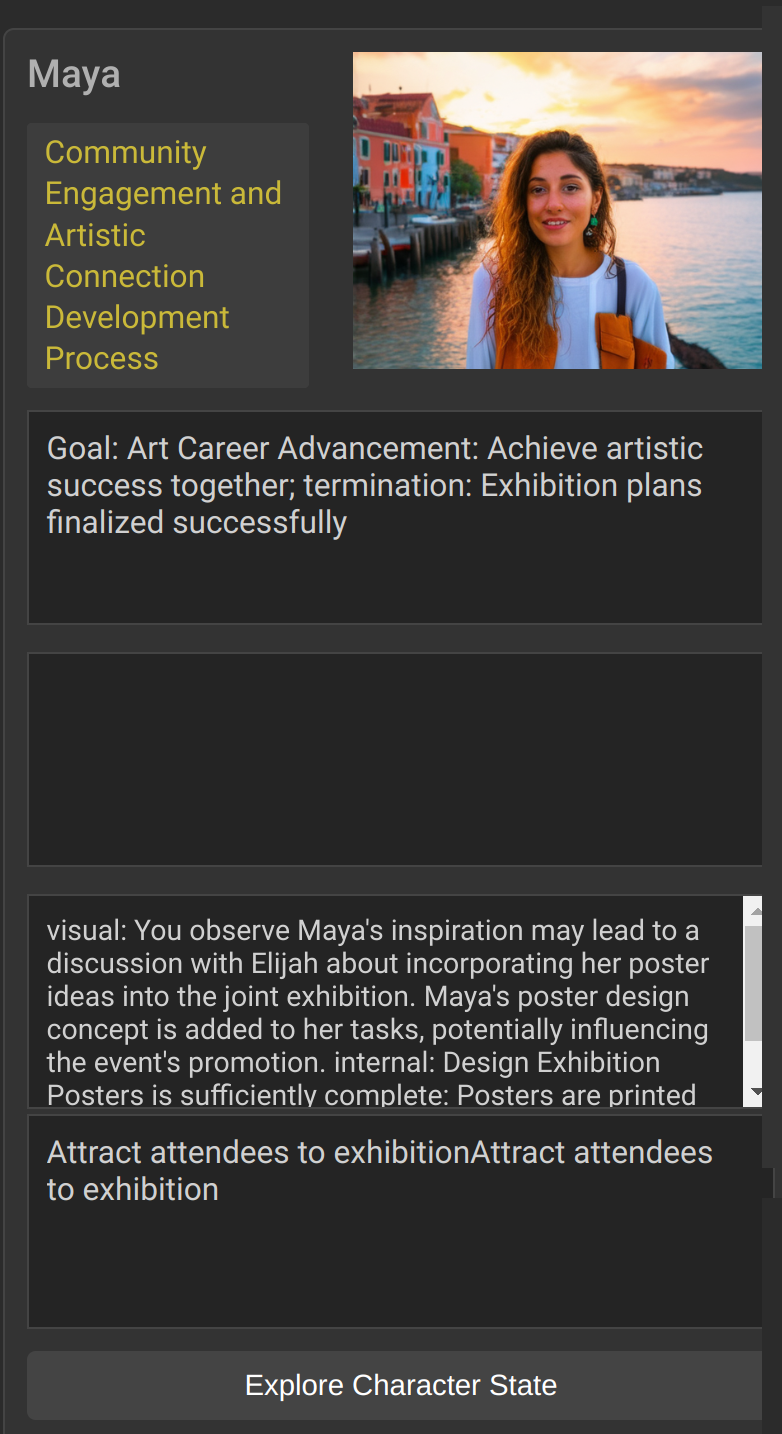 Maya
Community
Engagement and
Artistic
Connection
Development
Process
Goal: Art Career Advancement: Achieve artistic
success together; termination: Exhibition plans
finalized successfully
visual: You observe Maya's inspiration may lead to a
discussion with Elijah about incorporating her poster
ideas into the joint exhibition. Maya's poster design
concept is added to her tasks, potentially influencing
the event's promotion. internal: Design Exhibition
Posters is sufficiently complete: Posters are printed
Attract attendees to exhibitionAttract attendees
to exhibition
Explore Character State